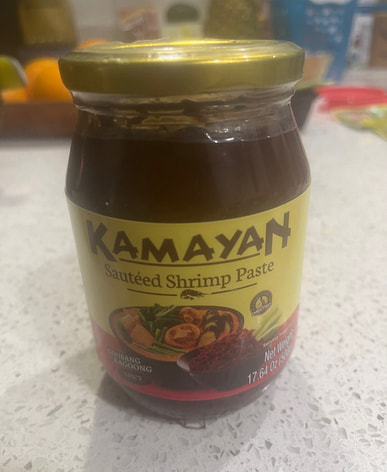 KAMAYAN
Sautéed Shrimp Paste
Net Weight
17.64 Oz